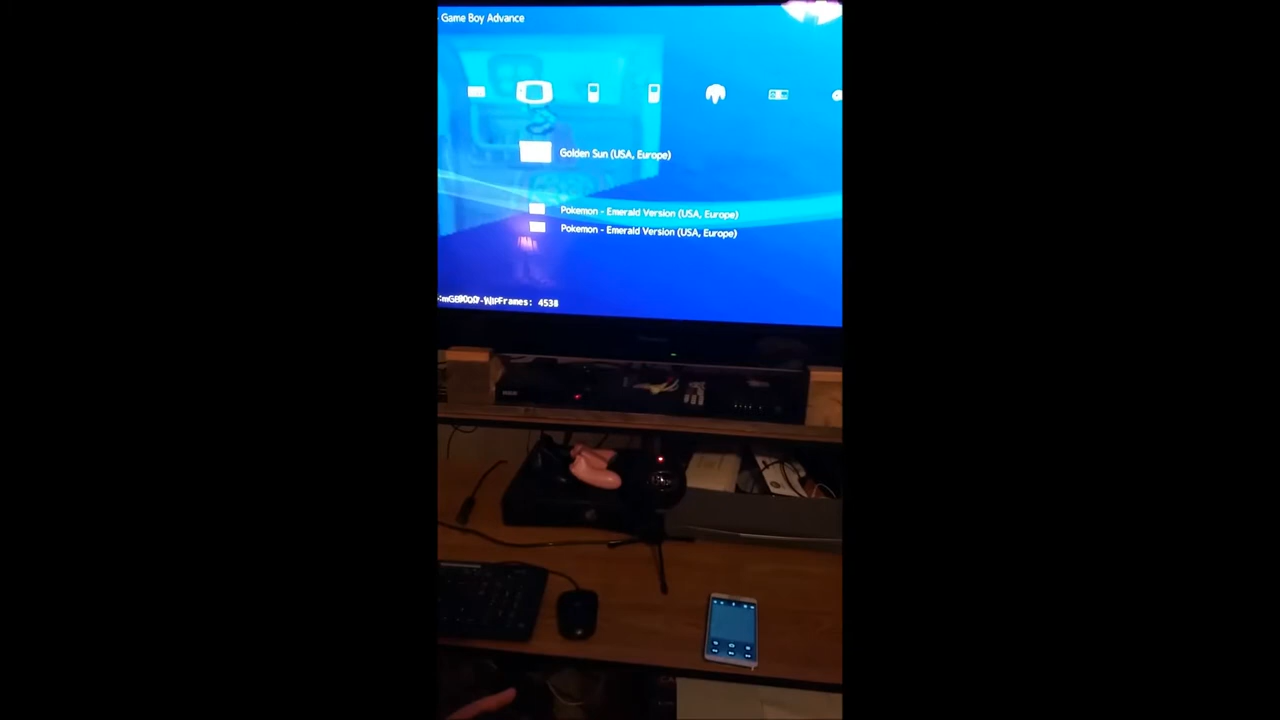 Game Boy Advance
Golden Sun (USA, Europe)
Pokemon - Emerald Version (USA, Europe)
Pokemon - Emerald Version (USA, Europe)
Frames: 4538